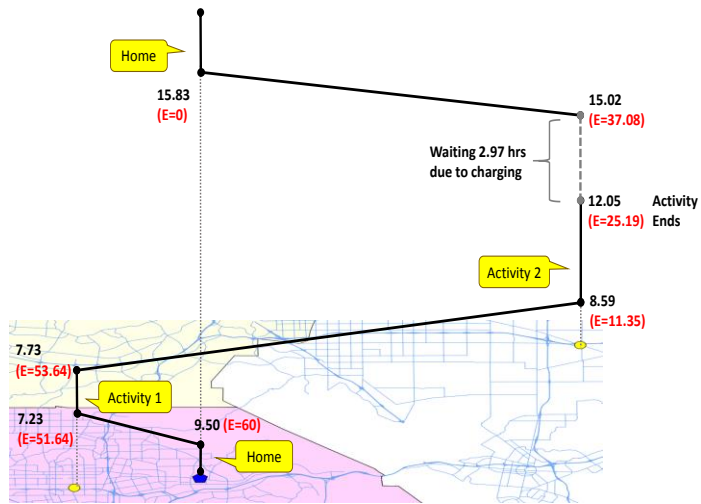 Home
15.83
(E=0)
15.02
(E=37.08)
Waiting 2.97 hrs
due to charging
12.05 Activity
(E=25.19) Ends
Activity 2
8.59
(E=11.35)
7.73
(E=53.64)
Activity 1
7.23
(E=51.64)
9.50 (E=60)
Home